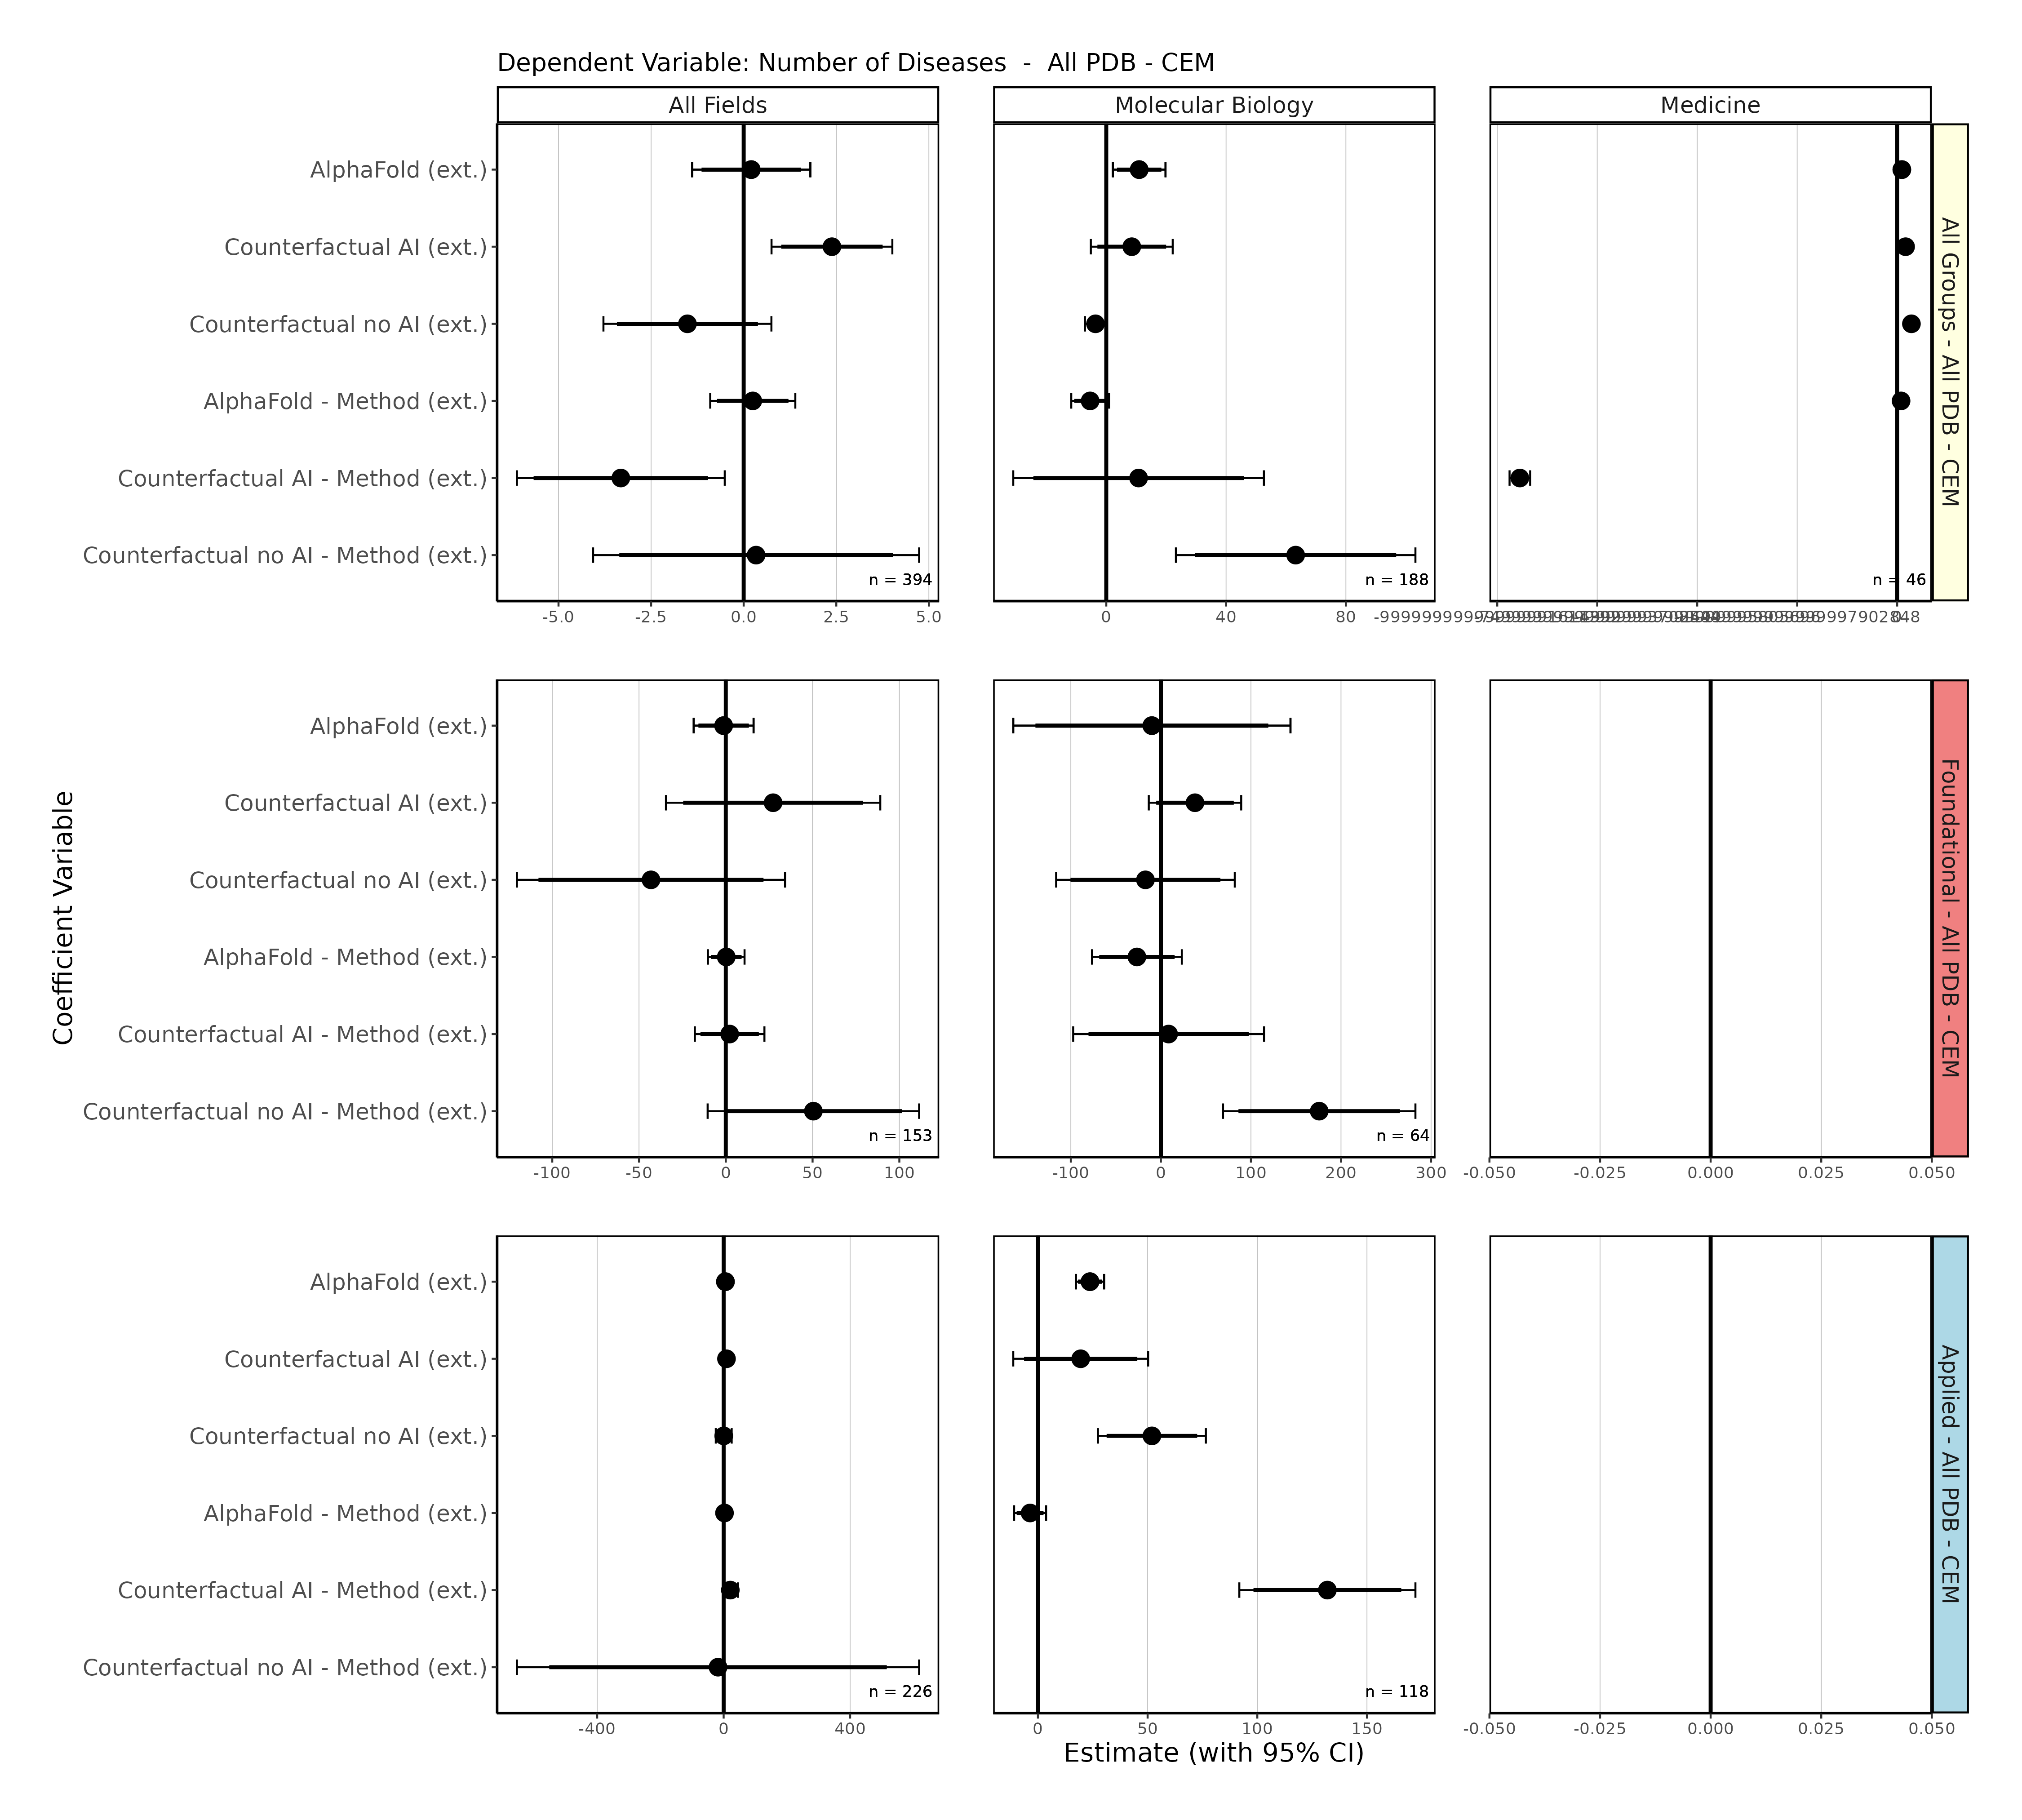 Dependent Variable: Number of Diseases - All PDB - CEM
All Fields
Molecular Biology
Medicine
AlphaFold (ext.)
Counterfactual AI (ext.)
Counterfactual no AI (ext.)
AlphaFold - Method (ext.)
Counterfactual AI - Method (ext.)
Counterfactual no AI - Method (ext.)
n = 394
n = 188
n = 46
All Groups - All PDB - CEM
-5.0 -2.5 0.0 2.5 5.0
0 40 80
0
Coefficient Variable
AlphaFold (ext.)
Counterfactual AI (ext.)
Counterfactual no AI (ext.)
AlphaFold - Method (ext.)
Counterfactual AI - Method (ext.)
Counterfactual no AI - Method (ext.)
n = 153
n = 64
Foundational - All PDB - CEM
-100 -50 0 50 100
-100 0 100 200 300
-0.050 -0.025 0.000 0.025 0.050
AlphaFold (ext.)
Counterfactual AI (ext.)
Counterfactual no AI (ext.)
AlphaFold - Method (ext.)
Counterfactual AI - Method (ext.)
Counterfactual no AI - Method (ext.)
n = 226
n = 118
Applied - All PDB - CEM
-400 0 400
0 50 100 150
-0.050 -0.025 0.000 0.025 0.050
Estimate (with 95% CI)